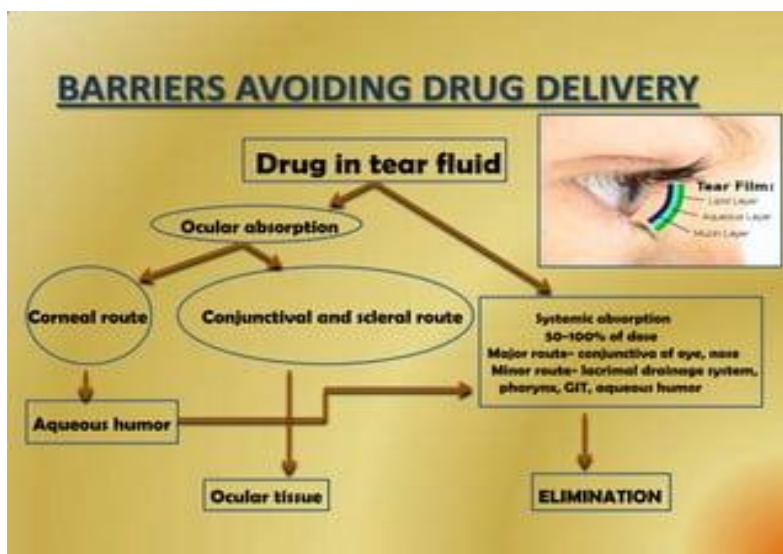 BARRIERS AVOIDING DRUG DELIVERY
Drug in tear fluid
Tear Film:
Lipid Layer
Aqueous Layer
Mucin Layer
Ocular absorption
Corneal route
Conjunctival and scleral route
Systemic absorption
50-100% of dose
Major route- conjunctiva of eye, nose
Minor route- lacrimal drainage system,
pharynx, GIT, aqueous humor
Aqueous humor
Ocular tissue
ELIMINATION